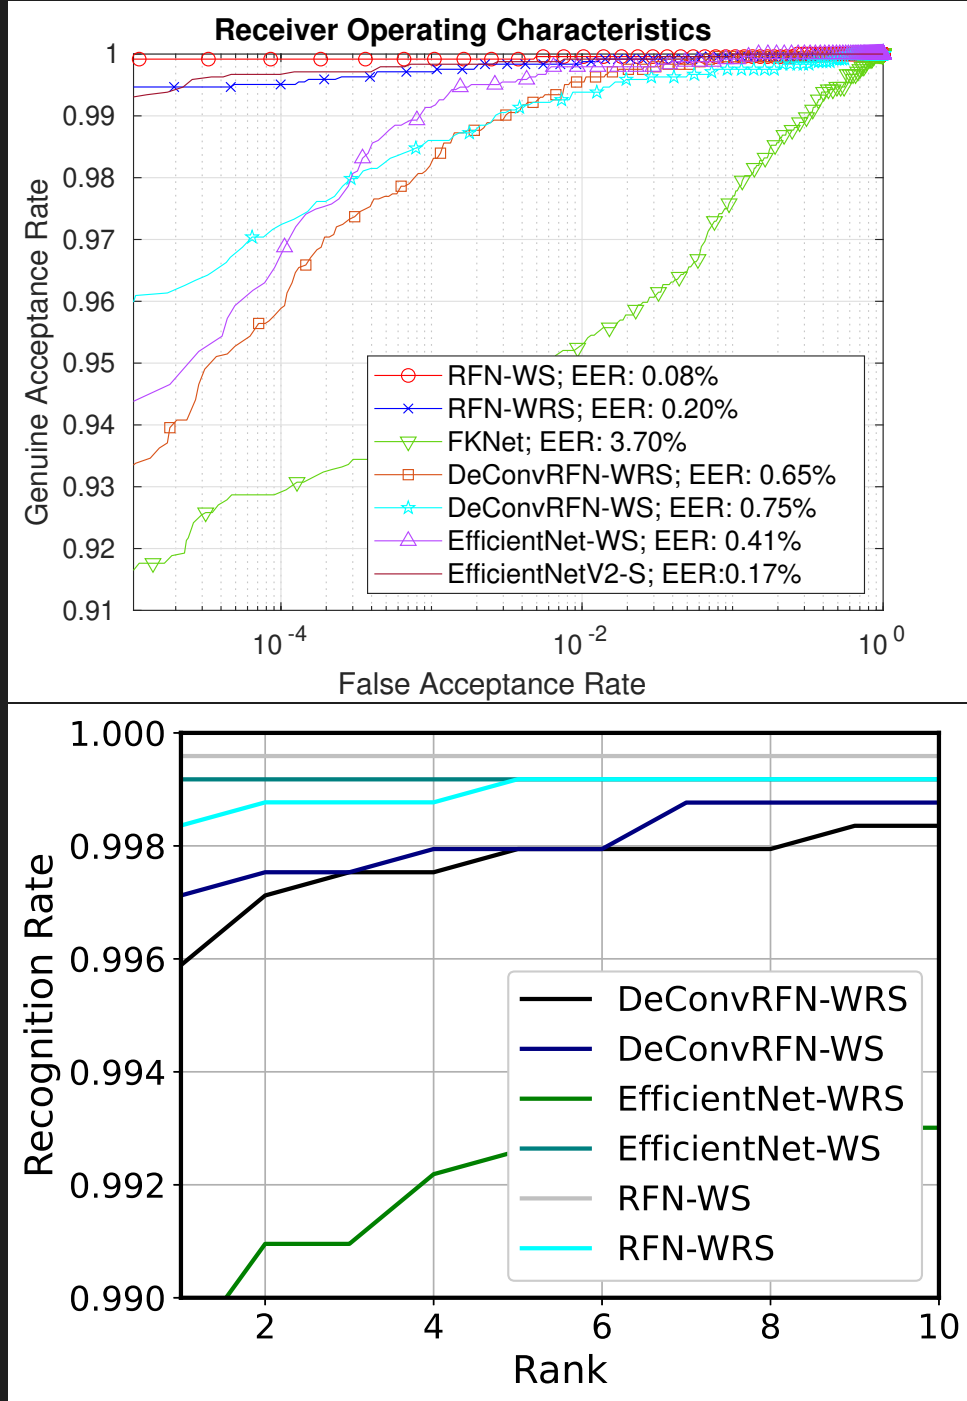 Receiver Operating Characteristics
1
0.99
0.98
0.97
0.96
0.95
0.94
0.93
0.92
0.91
Genuine Acceptance Rate
RFN-WS; EER: 0.08%
RFN-WRS; EER: 0.20%
FKNet; EER: 3.70%
DeConvRFN-WRS; EER: 0.65%
DeConvRFN-WS; EER: 0.75%
EfficientNet-WS; EER: 0.41%
EfficientNetV2-S; EER:0.17%
10^-4 10^-2 10^0
False Acceptance Rate
1.000
0.998
0.996
0.994
0.992
0.990
Recognition Rate
DeConvRFN-WRS
DeConvRFN-WS
EfficientNet-WRS
EfficientNet-WS
RFN-WS
RFN-WRS
2 4 6 8 10
Rank